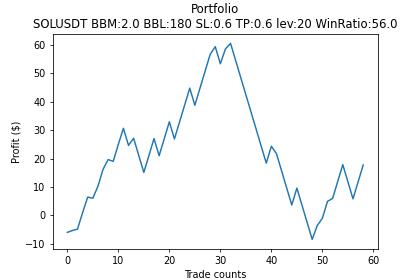 Portfolio
SOLUSDT BBM:2.0 BBL:180 SL:0.6 TP:0.6 lev:20 WinRatio:56.0
60
50
40
30
20
10
0
−10
Profit ($)
0 10 20 30 40 50 60
Trade counts